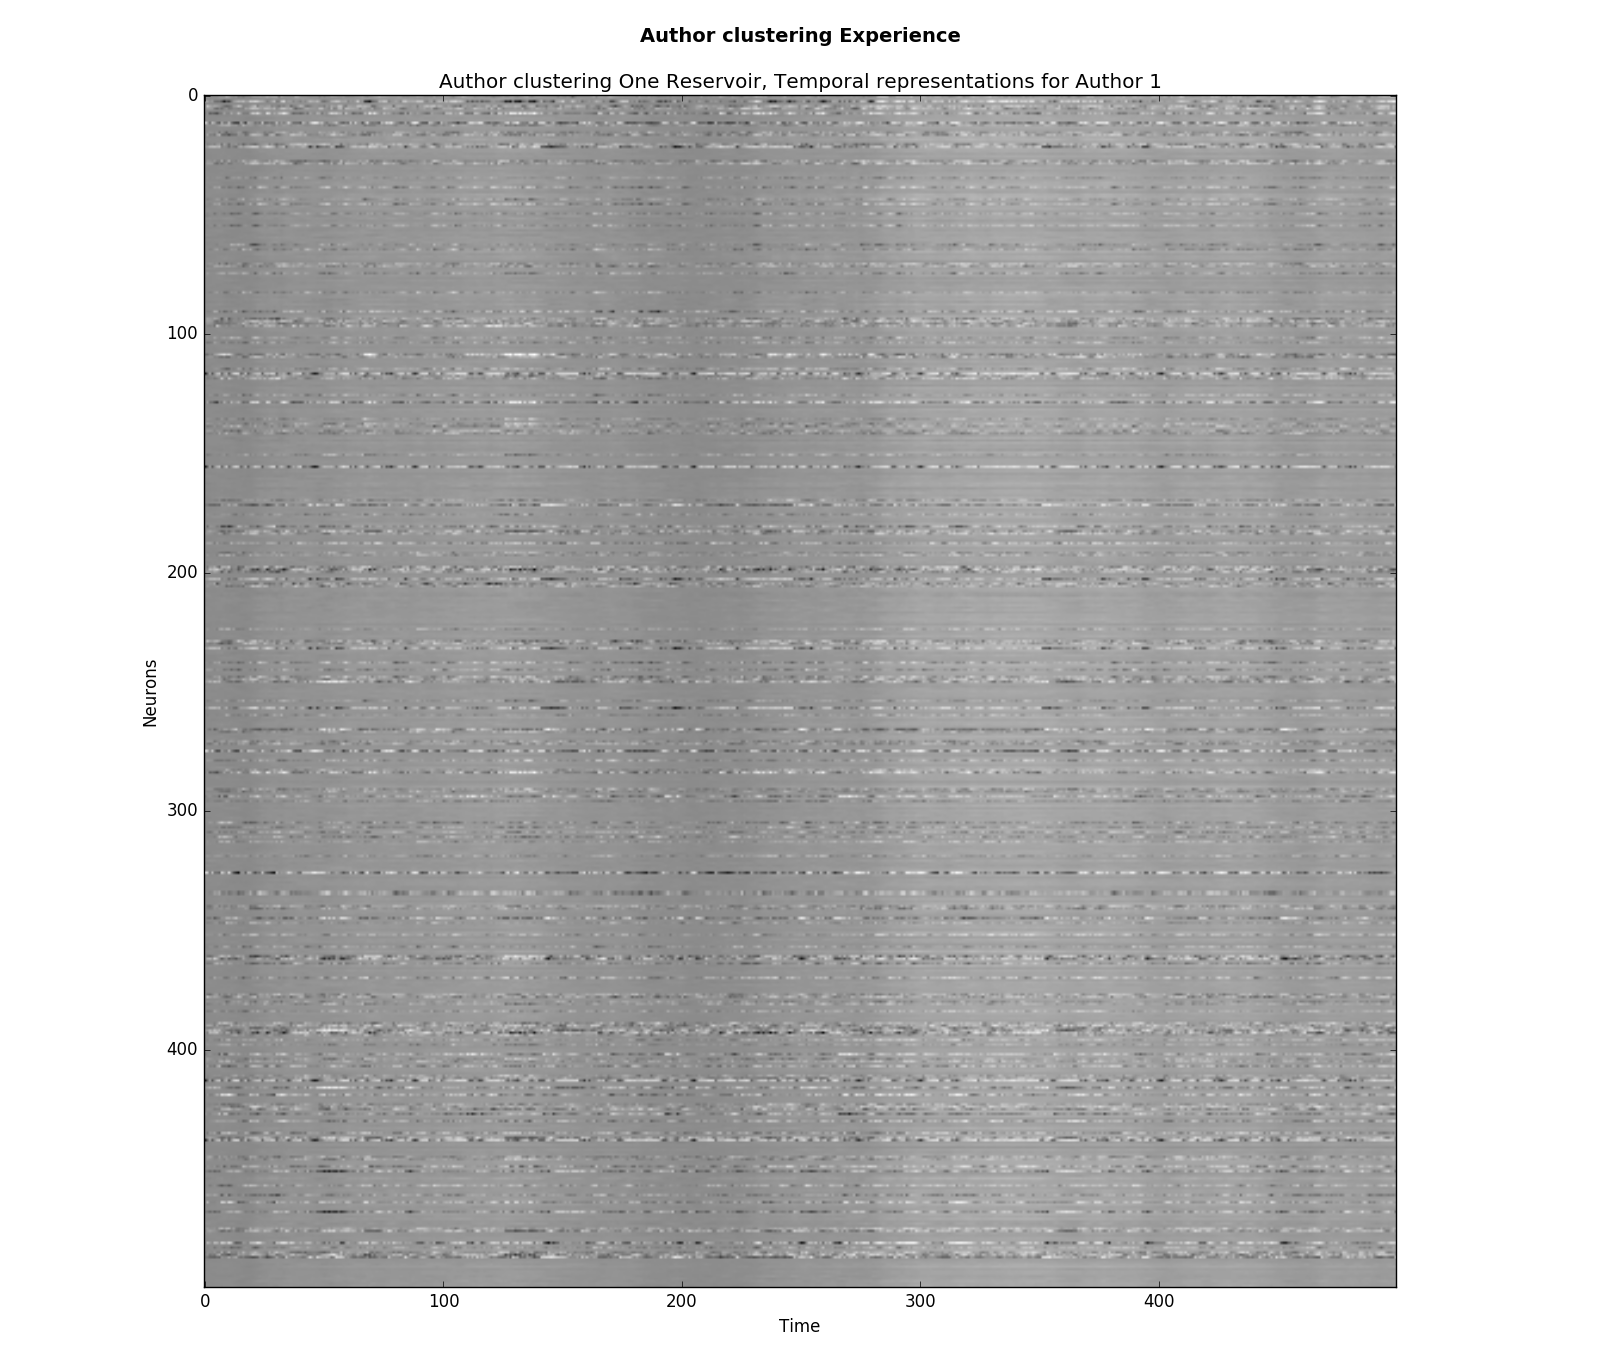 Author clustering Experience
Author clustering One Reservoir, Temporal representations for Author 1
0
100
200
300
400
Neurons
0 100 200 300 400
Time